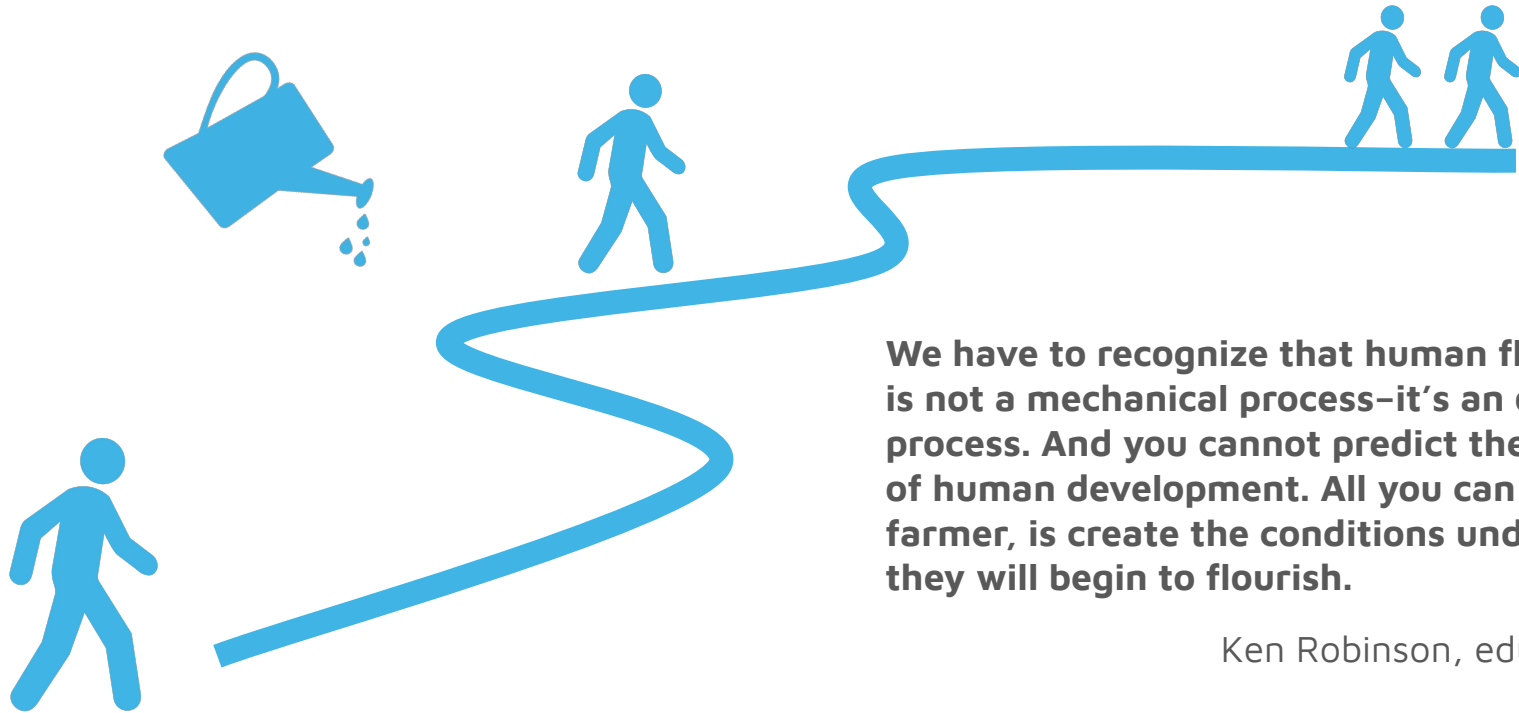 We have to recognize that human fl
is not a mechanical process–it’s an
process. And you cannot predict the
of human development. All you can
farmer, is create the conditions und
they will begin to flourish.
Ken Robinson, edu